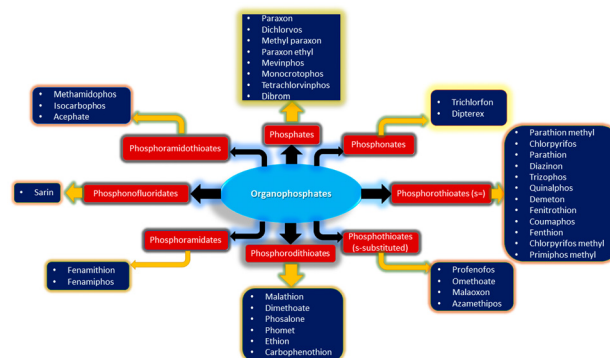 Paraxon
Dichlorvos
Methyl paraxon
Paraxon ethyl
Mevinphos
Monocrotophos
Tetrachlorvinphos
Dibrom
Methamidophos
Isocarbophos
Acephate
Trichlorfon
Dipterex
Phosphates
Phosphoramidothioates
Phosphonates
Parathion methyl
Chlorpyrifos
Parathion
Diazinon
Trizophos
Quinalphos
Demeton
Fenitrothion
Coumaphos
Fenthion
Chlorpyrifos methyl
Primiphos methyl
Sarin
Phosphonofluridates
Organophosphates
Phosphorothioates (s=)
Phosphoramidates
Phosphorodithioates
Phosphothioates
(s-substituted)
Fenamithion
Fenamiphos
Malathion
Dimethoate
Phosalone
Phomet
Ethion
Carbophenothion
Profenofos
Omethoate
Malaoxon
Azamethipos